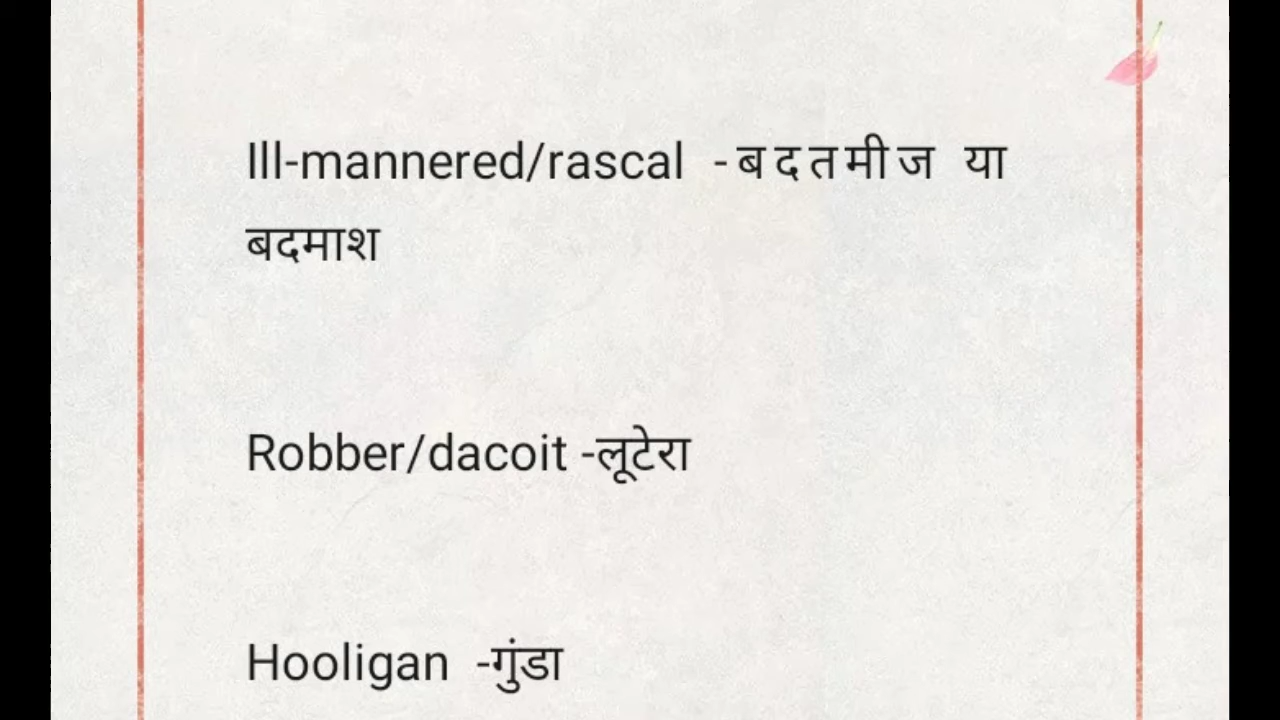 Ill-mannered/rascal -बदतमीज या
बदमाश
Robber/dacoit -लूटेरा
Hooligan -गुंडा